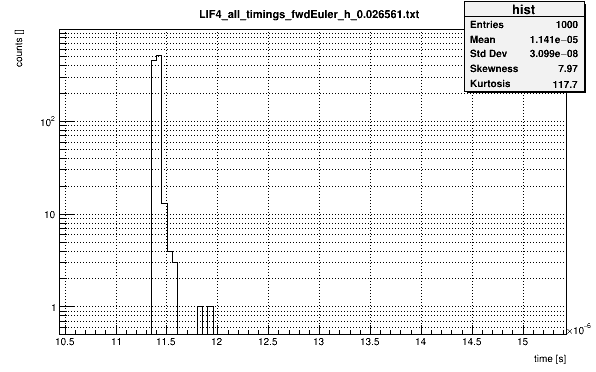 LIF4_all_timings_fwdEuler_h_0.026561.txt
hist
Entries 1000
Mean 1.141e−05
Std Dev 3.099e−08
Skewness 7.97
Kurtosis 117.7
counts []
10²
10
1
10.5 11 11.5 12 12.5 13 13.5 14 14.5 15
×10⁻⁶
time [s]